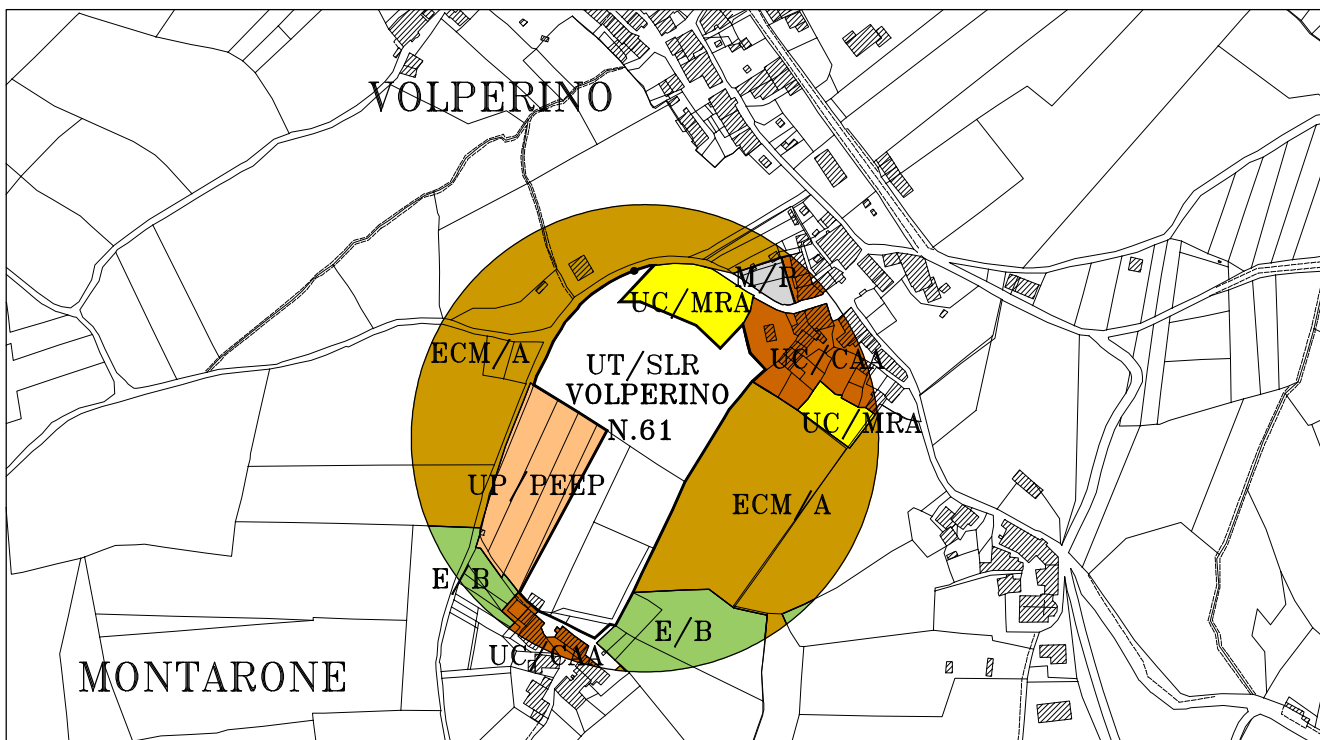 VOLPERINO
M/P
UC/MRA
ECM/A
UT/SLR
VOLPERINO
N.61
UC/CAA
UC/MRA
UP/PEEP
ECM/A
E/B
E/B
UC/CAA
MONTARONE